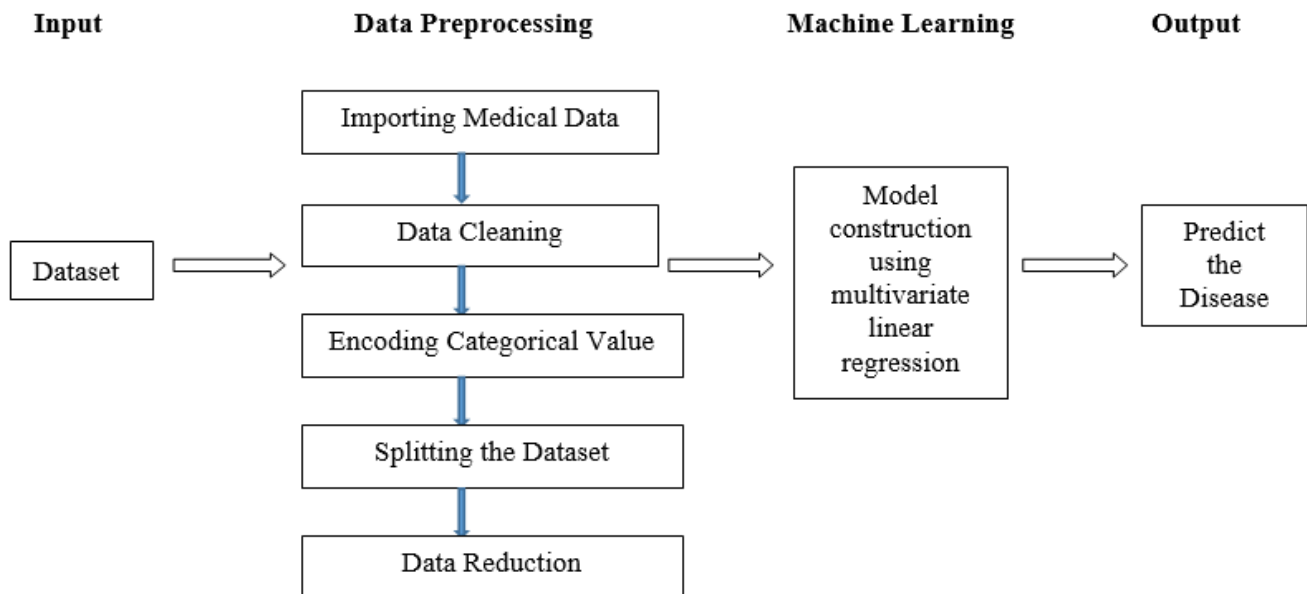 Input
Data Preprocessing
Machine Learning
Output
Dataset
Importing Medical Data
Data Cleaning
Encoding Categorical Value
Splitting the Dataset
Data Reduction
Model
construction
using
multivariate
linear
regression
Predict
the
Disease